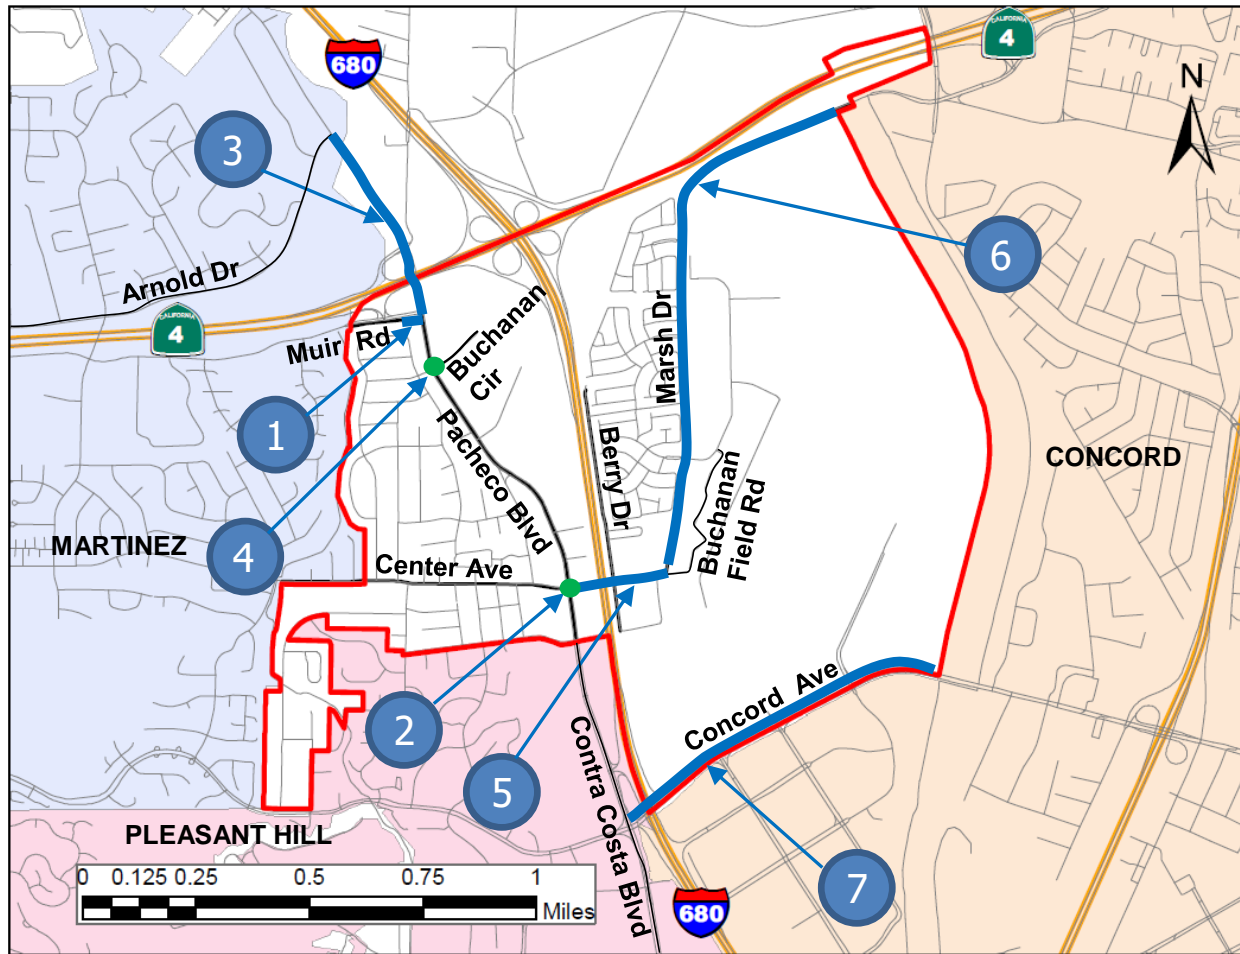 CALIFORNIA
4
680
N
3
6
Arnold Dr
CALIFORNIA
4
Muir Rd
Buchanan
Cir
Marsh Dr
1
Pacheco Blvd
Berry Dr
Buchanan
Field Rd
CONCORD
MARTINEZ
4
Center Ave
2
5
Concord Ave
Contra Costa Blvd
PLEASANT HILL
7
680
0 0.125 0.25 0.5 0.75 1
Miles